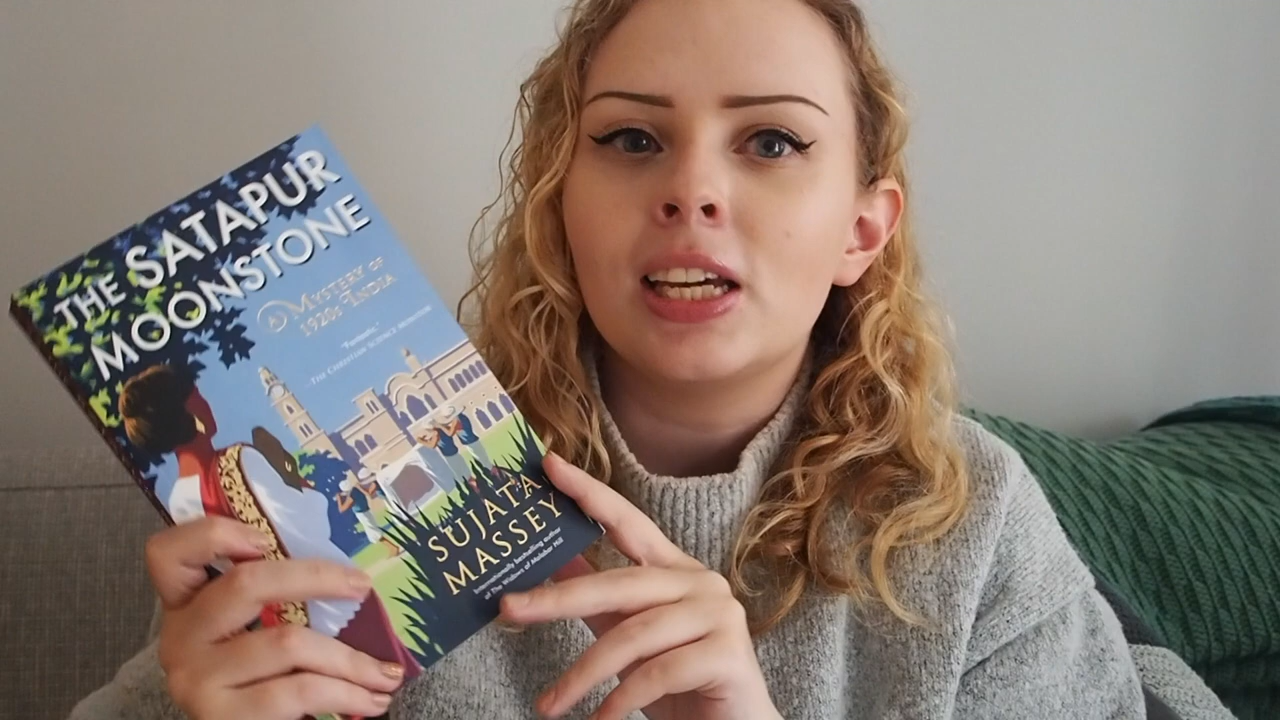 THE SATAPUR
MOONSTONE
A MYSTERY OF
1920s INDIA
"Fantastic."
—THE CHRISTIAN SCIENCE MONITOR
SUJATA
MASSEY
Internationally bestselling author
of The Widows of Malabar Hill